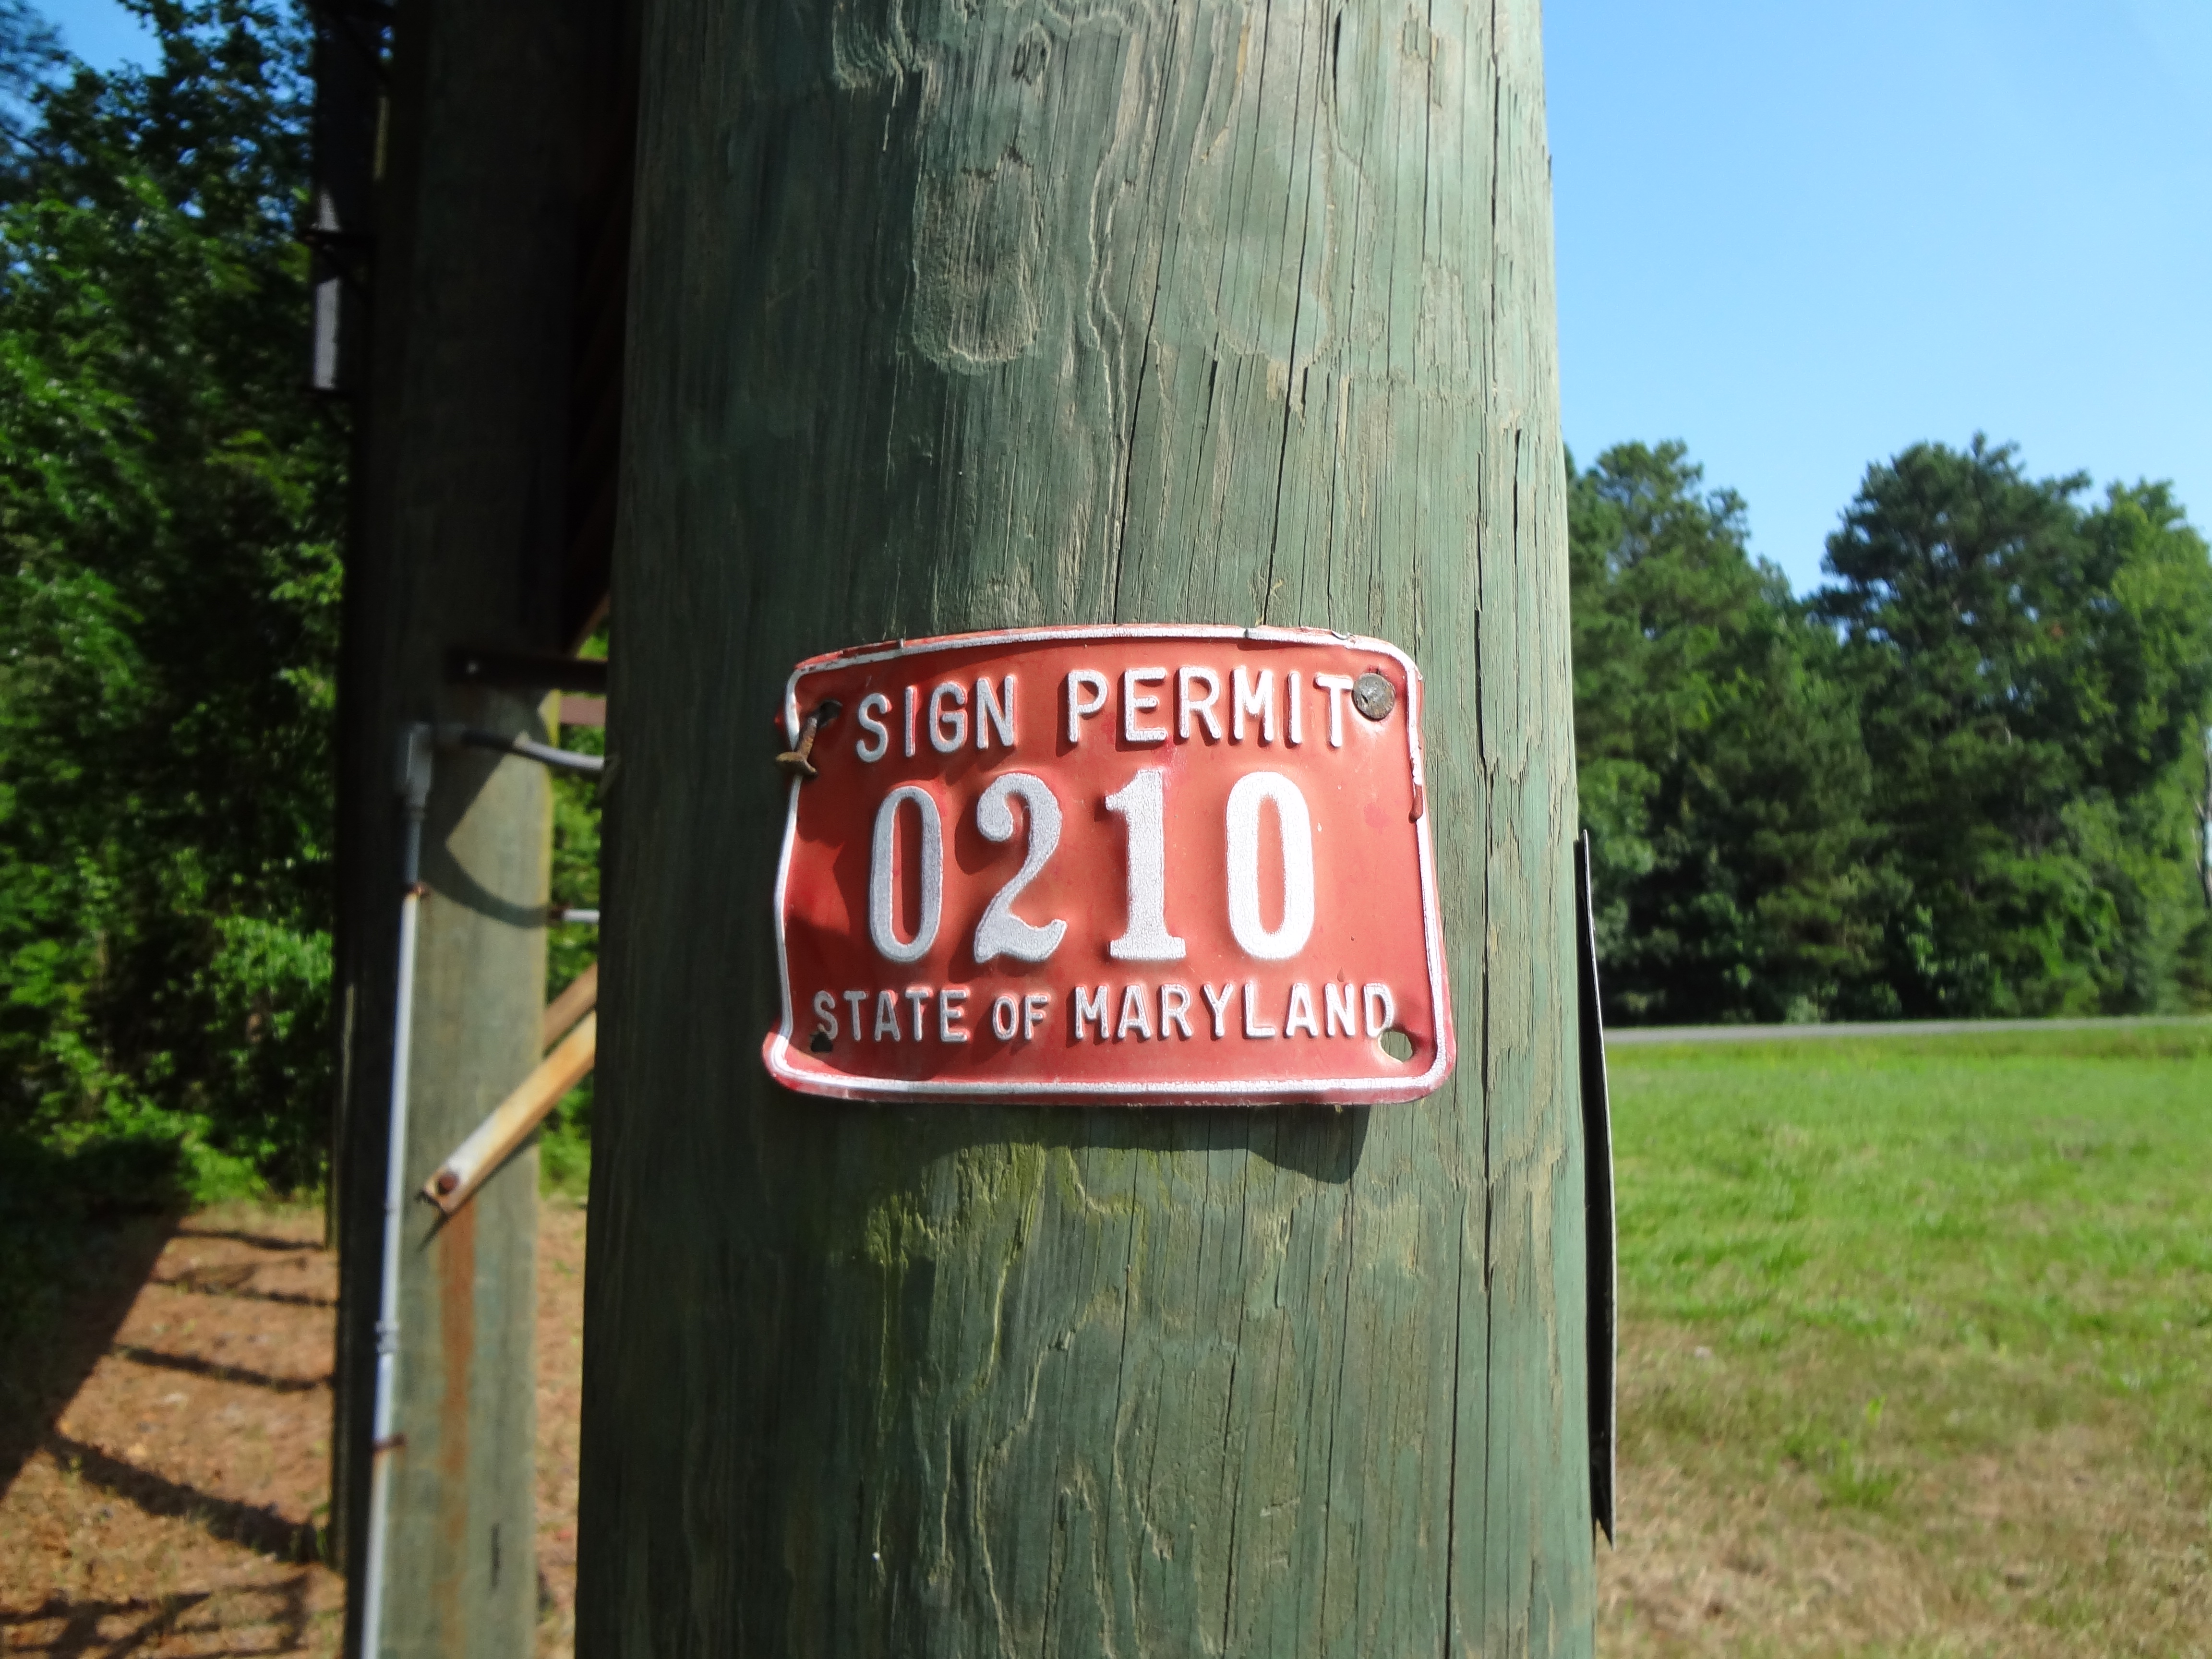 SIGN PERMIT
0210
STATE OF MARYLAND